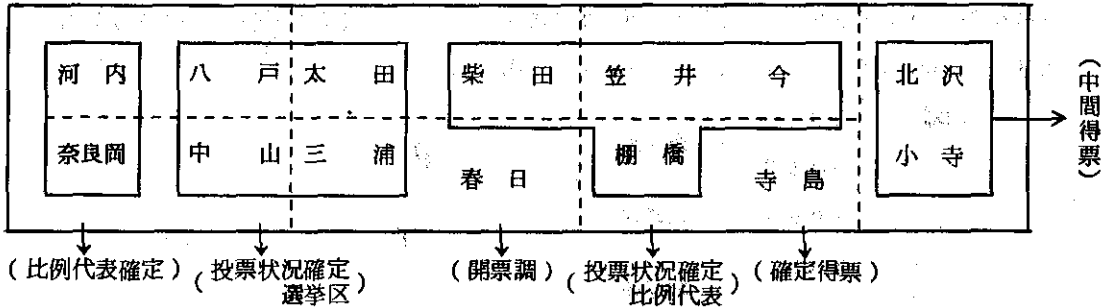 河内 八戸 太田 柴田 笠井 今 北沢
奈良岡 中山 三浦 春日 棚橋 寺島 小寺
(中間得票)
(比例代表確定) (投票状況確定選挙区) (開票調) (投票状況確定比例代表) (確定得票)